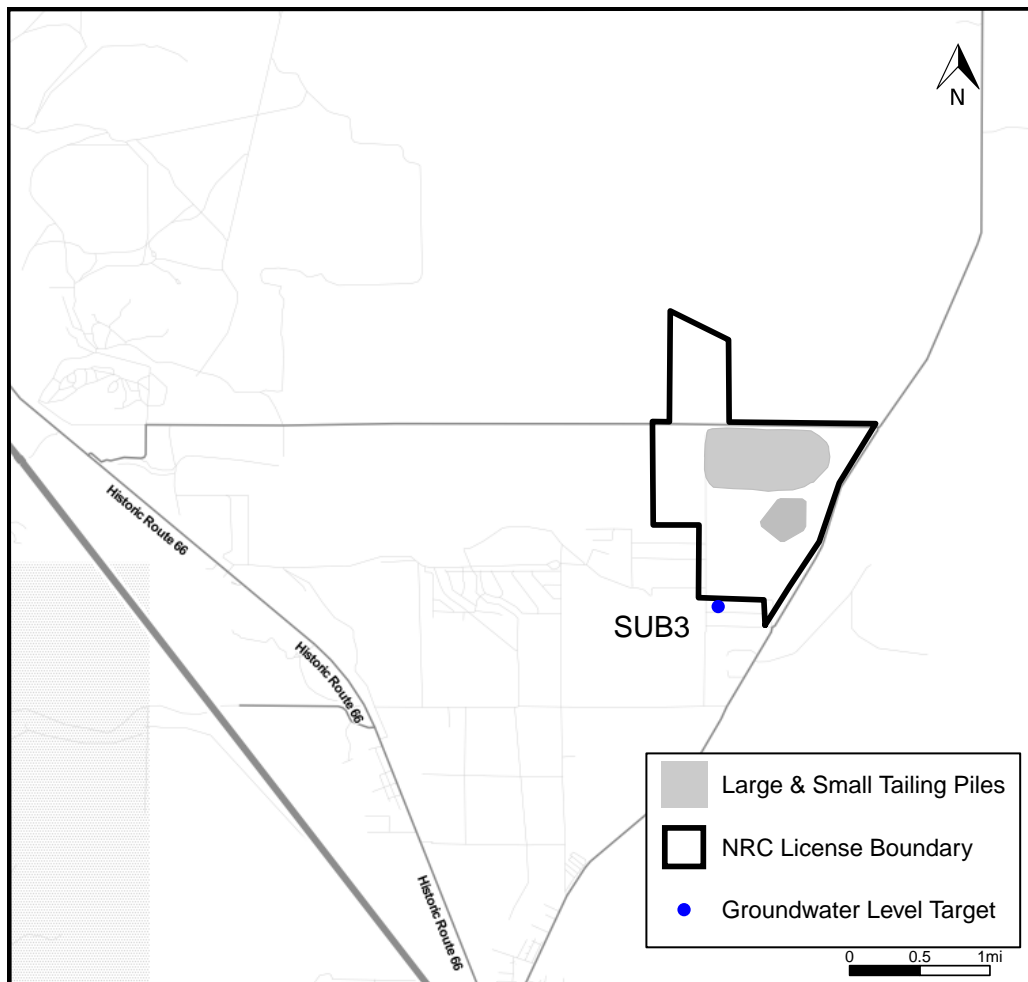 N
Historic Route 66
SUB3
Historic Route 66
Large & Small Tailing Piles
NRC License Boundary
Historic Route 66
Groundwater Level Target
0 0.5 1mi